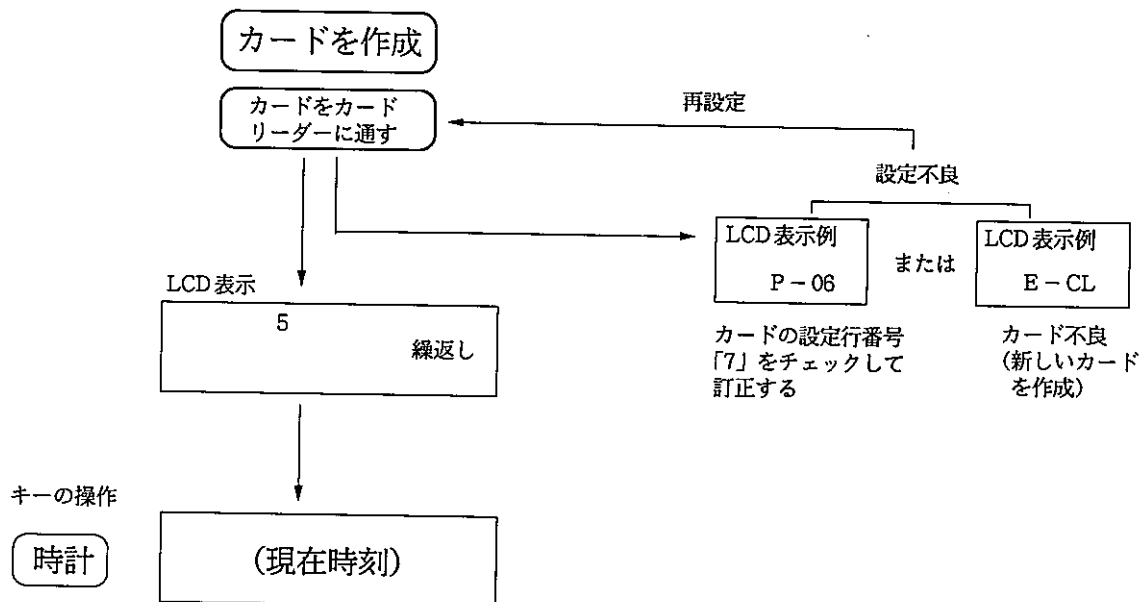 カードを作成
カードをカード
リーダーに通す
再設定
設定不良
LCD表示例
P－06
または
LCD表示例
E－CL
カードの設定行番号
「7」をチェックして
訂正する
カード不良
(新しいカード
を作成)
LCD表示
5
繰返し
キーの操作
時計
(現在時刻)